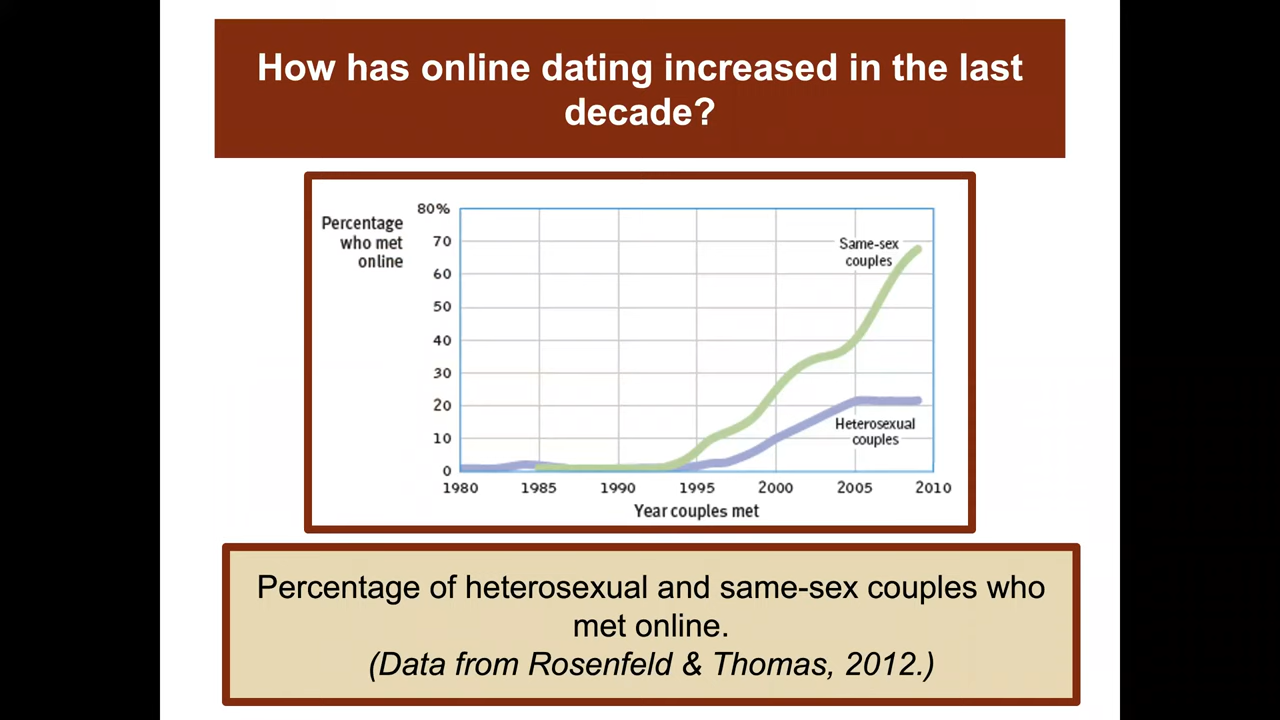 How has online dating increased in the last
decade?
Percentage
who met
online
80%
70
60
50
40
30
20
10
0
Same-sex
couples
Heterosexual
couples
1980 1985 1990 1995 2000 2005 2010
Year couples met
Percentage of heterosexual and same-sex couples who
met online.
(Data from Rosenfeld & Thomas, 2012.)